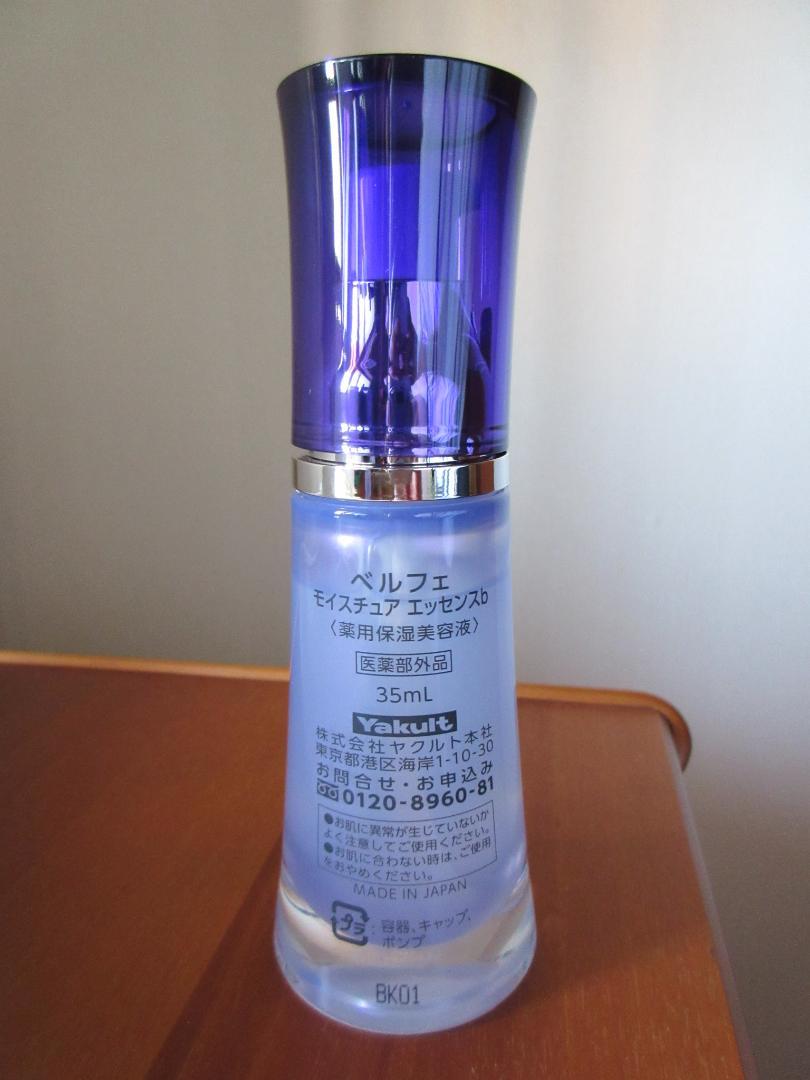 ベルフェ
モイスチュア エッセンスb
〈薬用保湿美容液〉
医薬部外品
35mL
Yakult
株式会社ヤクルト本社
東京都港区海岸1-10-30
お問合せ・お申込み
0120-8960-81
●お肌に異常が生じていないか
よく注意してご使用ください。
●お肌に合わない時は、ご使用
をおやめください。
MADE IN JAPAN
プラ : 容器、キャップ、
ポンプ
BK01